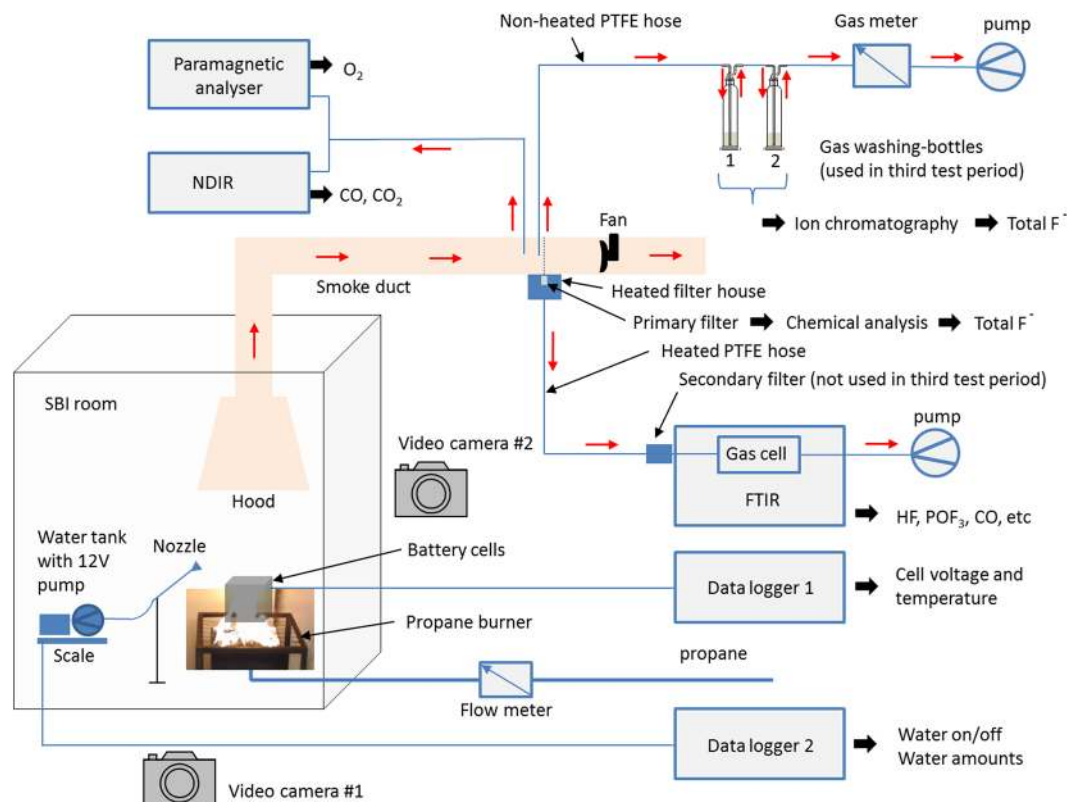 Non-heated PTFE hose
Gas meter
pump
Paramagnetic
analyser
O₂
NDIR
CO, CO₂
1
2
Gas washing-bottles
(used in third test period)
Ion chromatography
Total F⁻
Fan
Smoke duct
Heated filter house
Primary filter
Chemical analysis
Total F⁻
Heated PTFE hose
Secondary filter (not used in third test period)
SBI room
Hood
Video camera #2
pump
Gas cell
FTIR
HF, POF₃, CO, etc
Water tank
with 12V
pump
Nozzle
Scale
Battery cells
Propane burner
Data logger 1
Cell voltage and
temperature
propane
Flow meter
Data logger 2
Water on/off
Water amounts
Video camera #1